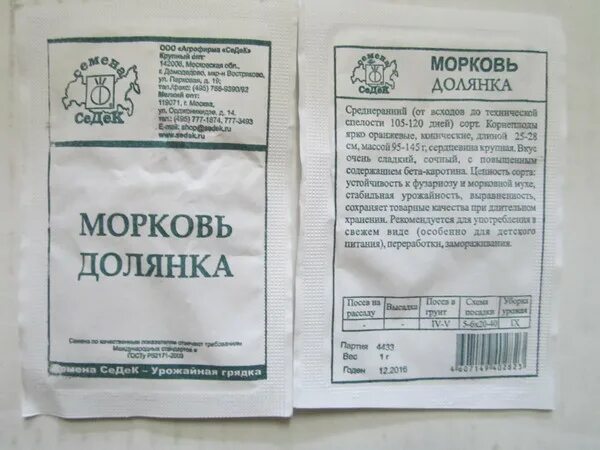 семена
СеДеК
ООО «Агрофирма «СеДеК»
Крупный опт:
142006, Московская обл.,
г. Домодедово, мкр-н Востряково,
ул. Парковая, д. 19;
тел./факс: (495) 788-9390/92
Мелкий опт:
119071, г. Москва,
ул. Орджоникидзе, д. 14.
тел.: (495) 777-1874, 777-3493
E-mail: shop@sedek.ru
www.sedek.ru
МОРКОВЬ
ДОЛЯНКА
Семена по качественным показателям отвечают требованиям
Международных стандартов и
ГОСТу Р52171-2003
Семена СеДеК – Урожайная грядка
семена
СеДеК
МОРКОВЬ
ДОЛЯНКА
Среднеранний (от всходов до технической
спелости 105-120 дней) сорт. Корнеплоды
ярко оранжевые, конические, длиной 25-28
см, массой 95-145 г, сердцевина крупная. Вкус
очень сладкий, сочный, с повышенным
содержанием бета-каротина. Ценность сорта:
устойчивость к фузариозу и морковной мухе,
стабильная урожайность, выравненность,
сохраняет товарные качества при длительном
хранении. Рекомендуется для употребления в
свежем виде (особенно для детского
питания), переработки, замораживания.
Посев на рассаду Высадка Посев в грунт Схема посадки Уборка урожая
- - IV-V 5-6х20-40 IX
Партия 4433
Вес 1 г
Годен 12.2016
4607149402623